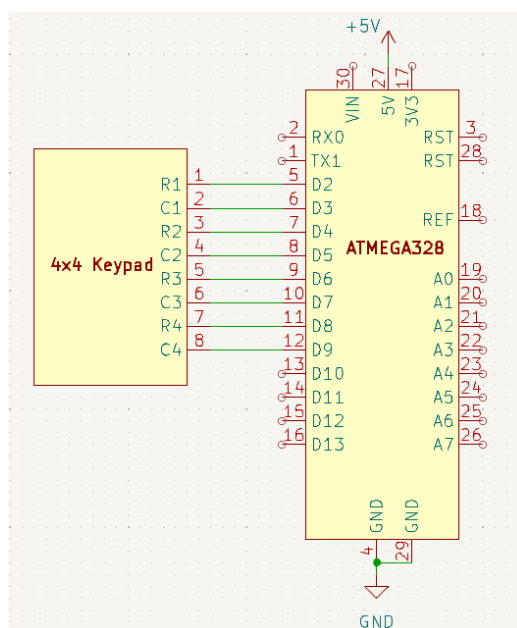 +5V
30 27 17
VIN 5V 3V3
2 RX0 RST 3
1 TX1 RST 28
R1 1 5 D2
C1 2 6 D3 REF 18
R2 3 7 D4
C2 4 8 D5 ATMEGA328
4x4 Keypad
R3 5 9 D6 A0 19
C3 6 10 D7 A1 20
R4 7 11 D8 A2 21
C4 8 12 D9 A3 22
13 D10 A4 23
14 D11 A5 24
15 D12 A6 25
16 D13 A7 26
GND GND
4 29
GND